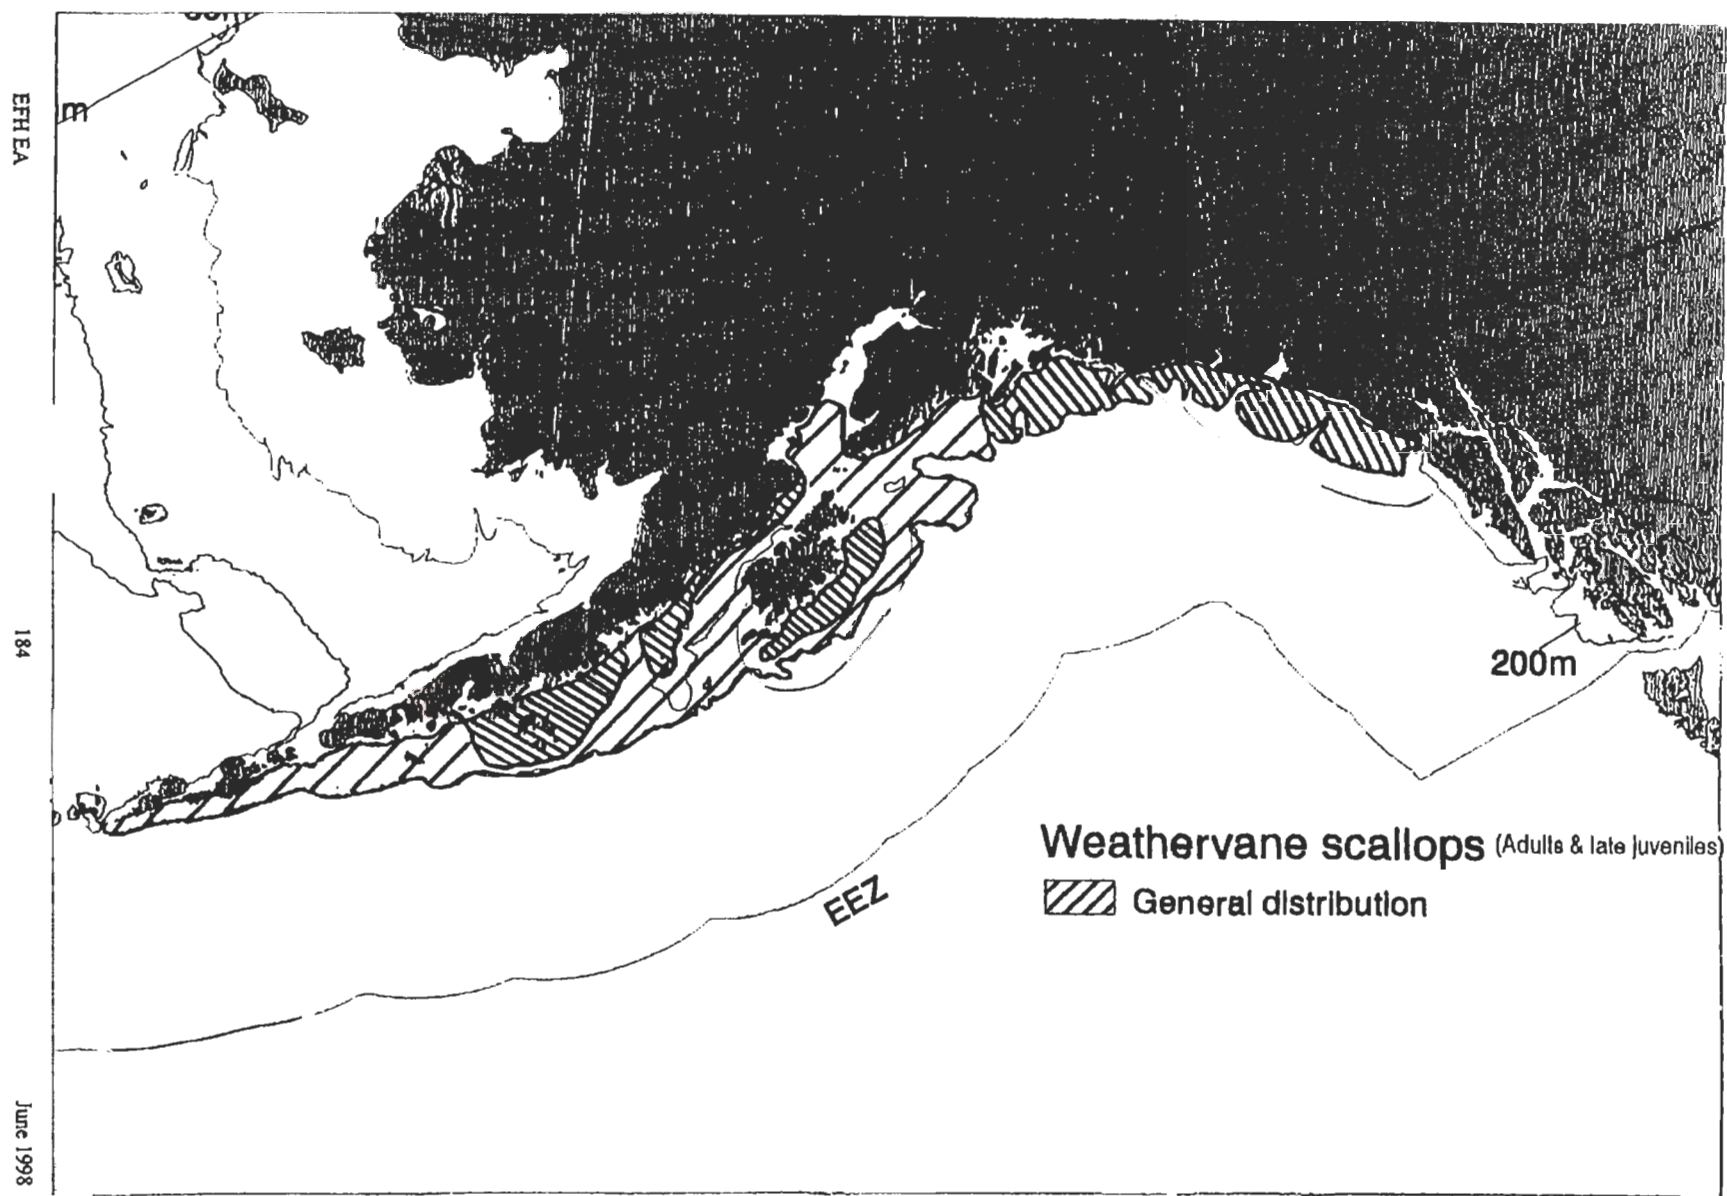 EFH EA
184
June 1998
m
200m
EEZ
Weathervane scallops (Adults & late juveniles)
General distribution